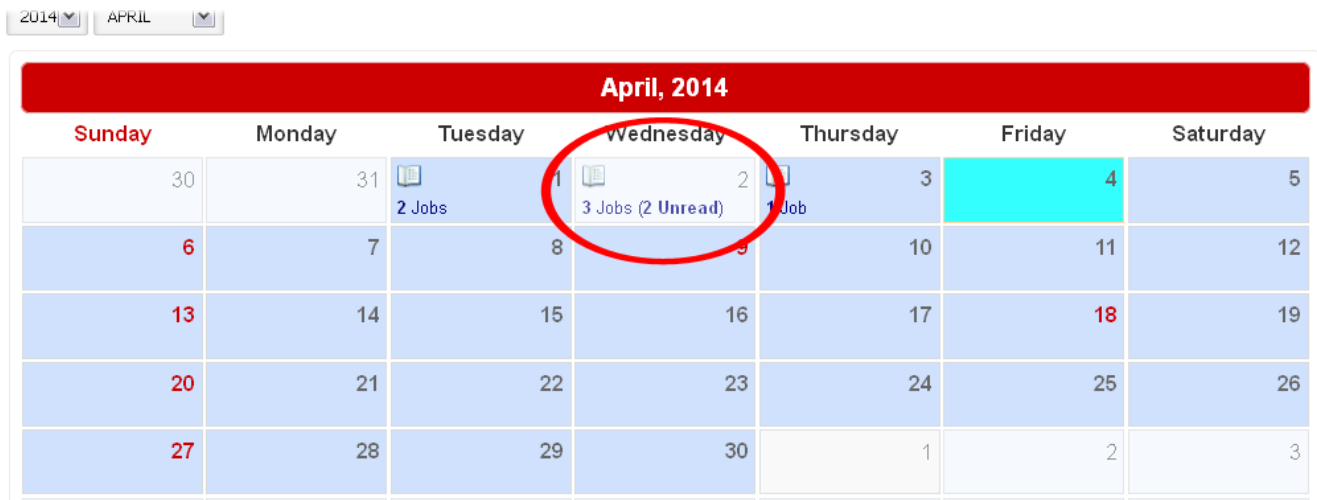 2014 APRIL
April, 2014
Sunday Monday Tuesday Wednesday Thursday Friday Saturday
30 31 1 2 3 4 5
2 Jobs 3 Jobs (2 Unread) 1 Job
6 7 8 9 10 11 12
13 14 15 16 17 18 19
20 21 22 23 24 25 26
27 28 29 30 1 2 3